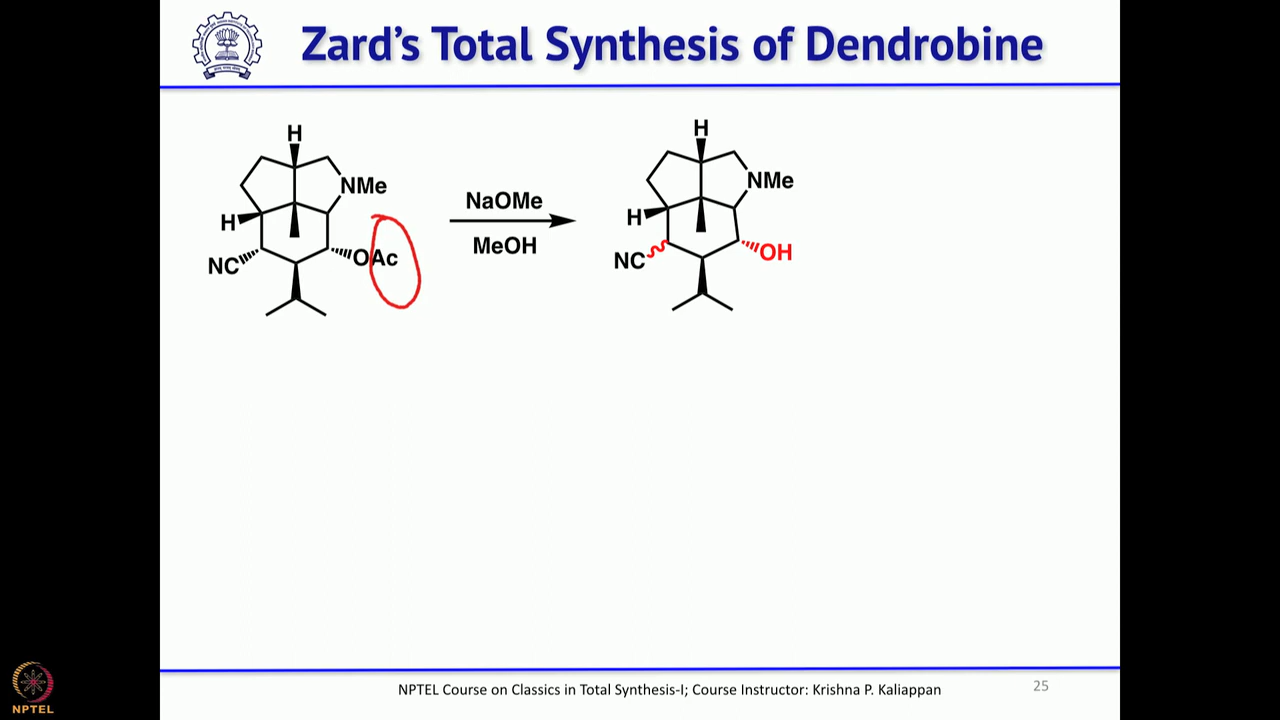 Zard's Total Synthesis of Dendrobine
H
NMe
H
NC
OAc
NaOMe
MeOH
H
NMe
H
NC
OH
NPTEL Course on Classics in Total Synthesis-I; Course Instructor: Krishna P. Kaliappan
25
NPTEL